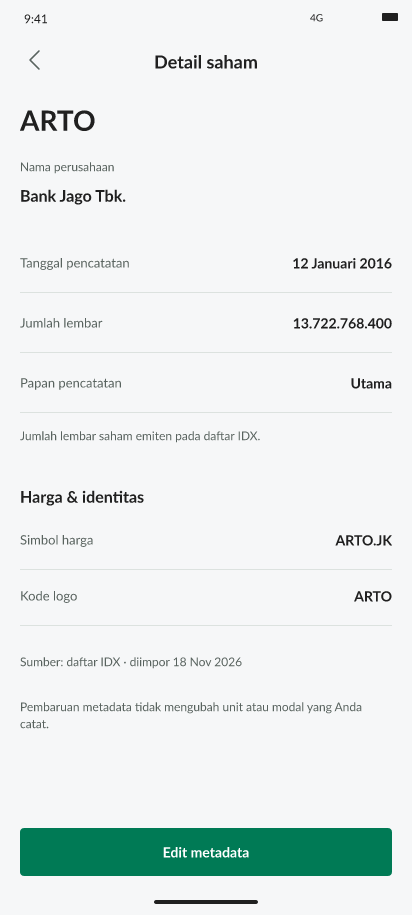 9:41
4G
Detail saham
ARTO
Nama perusahaan
Bank Jago Tbk.
Tanggal pencatatan 12 Januari 2016
Jumlah lembar 13.722.768.400
Papan pencatatan Utama
Jumlah lembar saham emiten pada daftar IDX.
Harga & identitas
Simbol harga ARTO.JK
Kode logo ARTO
Sumber: daftar IDX · diimpor 18 Nov 2026
Pembaruan metadata tidak mengubah unit atau modal yang Anda
catat.
Edit metadata